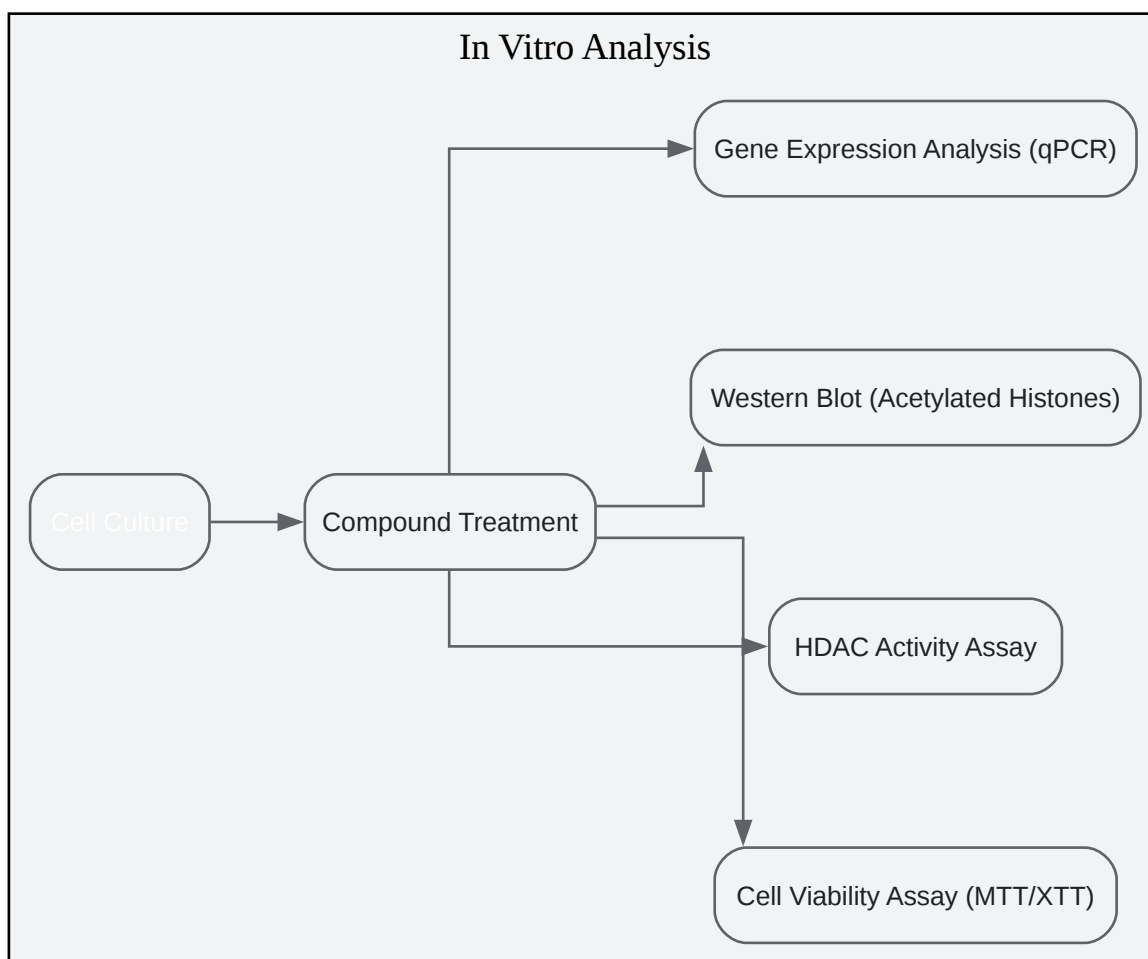 In Vitro Analysis
Gene Expression Analysis (qPCR)
Western Blot (Acetylated Histones)
Cell Culture
Compound Treatment
HDAC Activity Assay
Cell Viability Assay (MTT/XTT)